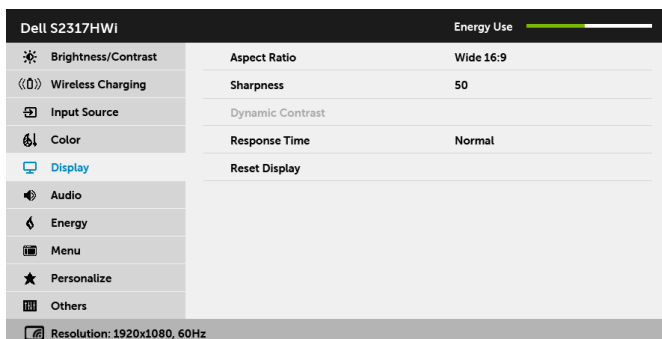 Dell S2317HWi Energy Use
Brightness/Contrast Aspect Ratio Wide 16:9
Wireless Charging Sharpness 50
Input Source Dynamic Contrast
Color Response Time Normal
Display Reset Display
Audio
Energy
Menu
Personalize
Others
Resolution: 1920x1080, 60Hz